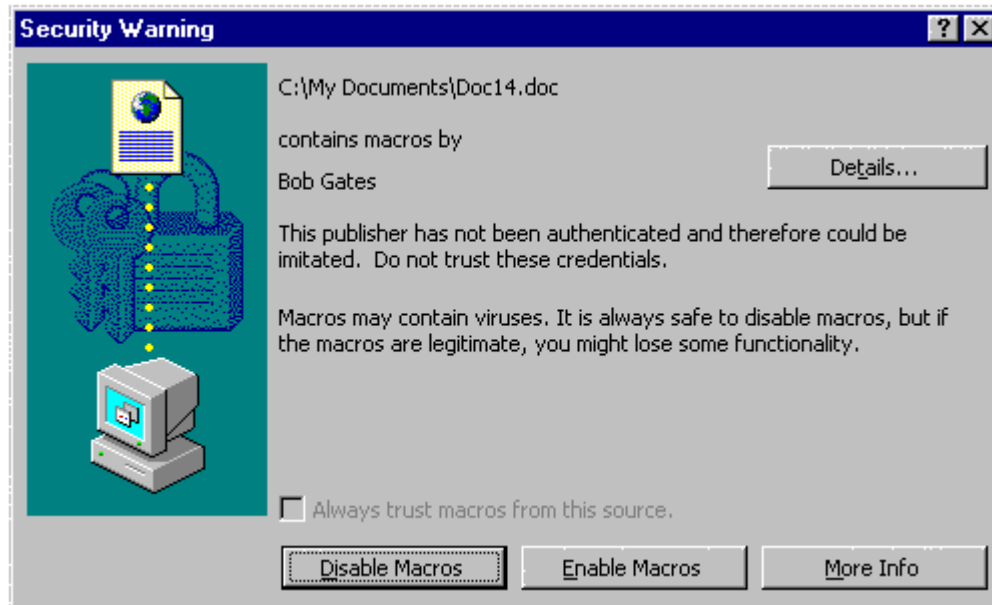 Security Warning
C:\My Documents\Doc14.doc
contains macros by
Details...
Bob Gates
This publisher has not been authenticated and therefore could be
imitated.  Do not trust these credentials.
Macros may contain viruses. It is always safe to disable macros, but if
the macros are legitimate, you might lose some functionality.
Always trust macros from this source.
Disable Macros
Enable Macros
More Info